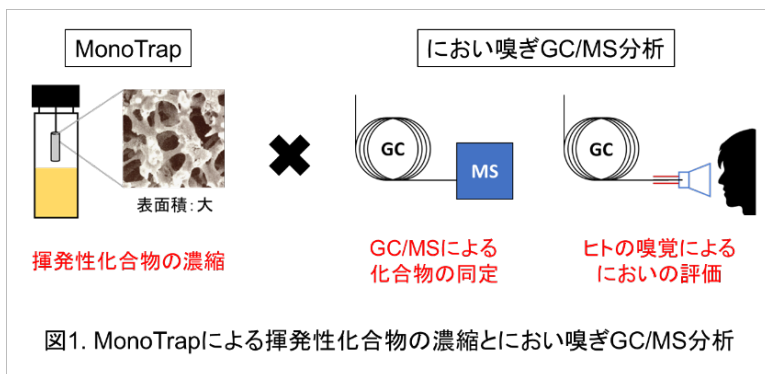 MonoTrap
におい嗅ぎGC/MS分析
GC
MS
GC
表面積：大
揮発性化合物の濃縮
GC/MSによる
化合物の同定
ヒトの嗅覚による
においの評価
図1. MonoTrapによる揮発性化合物の濃縮とにおい嗅ぎGC/MS分析